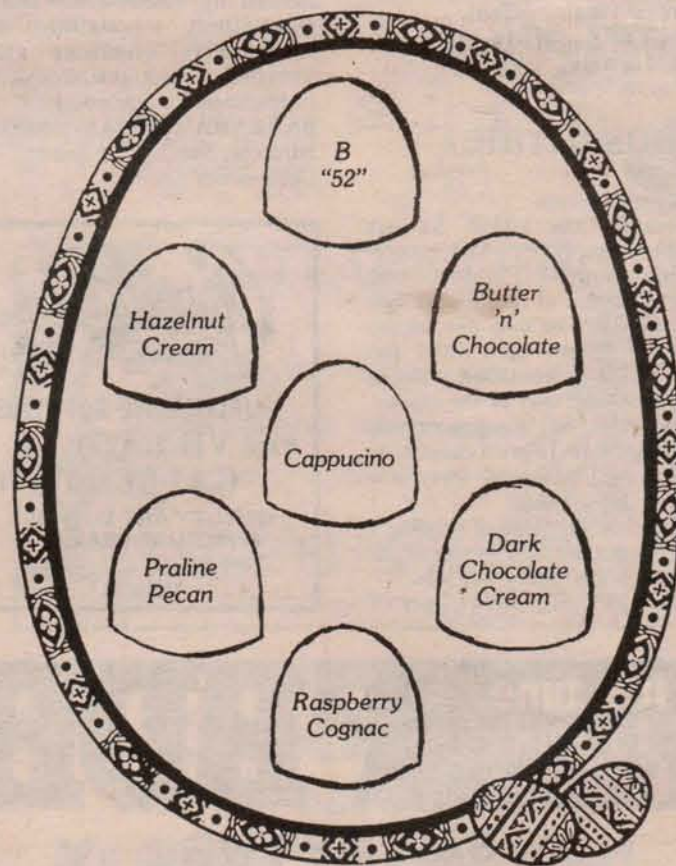 B
“52”
Hazelnut
Cream
Butter
’n’
Chocolate
Cappucino
Praline
Pecan
Dark
Chocolate
Cream
Raspberry
Cognac